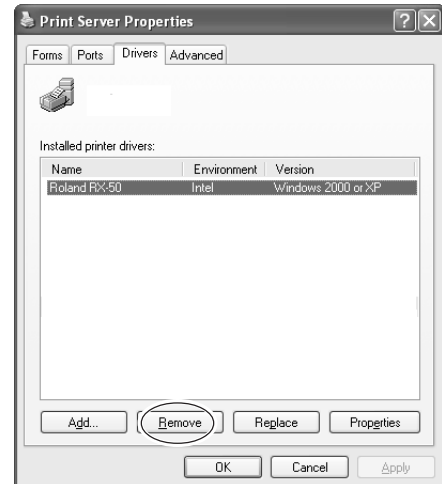 Print Server Properties
Forms Ports Drivers Advanced
Installed printer drivers:
Name Environment Version
Roland RX-50 Intel Windows 2000 or XP
Add... Remove Replace Properties
OK Cancel Apply